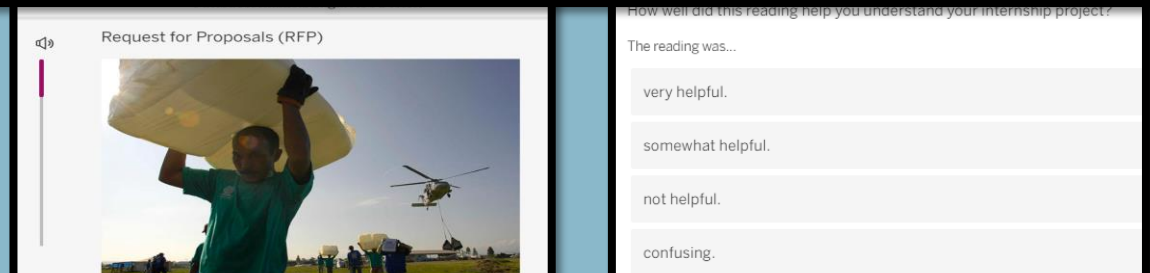 Request for Proposals (RFP)
How well did this reading help you understand your internship project?
The reading was...
very helpful.
somewhat helpful.
not helpful.
confusing.